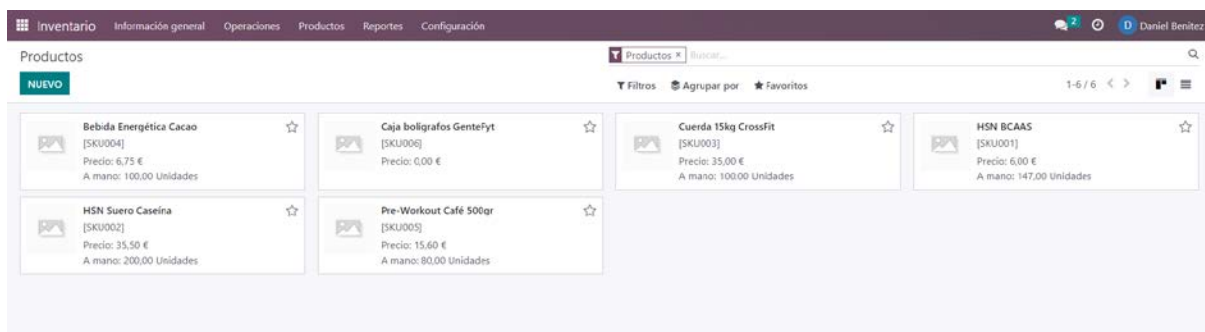 Inventario Información general Operaciones Productos Reportes Configuración 2 D Daniel Benitez
Productos Productos × Buscar...
NUEVO Filtros Agrupar por Favoritos 1-6 / 6
Bebida Energética Cacao
[SKU004]
Precio: 6,75 €
A mano: 100,00 Unidades
Caja boligrafos GenteFyt
[SKU006]
Precio: 0,00 €
Cuerda 15kg CrossFit
[SKU003]
Precio: 35,00 €
A mano: 100,00 Unidades
HSN BCAAS
[SKU001]
Precio: 6,00 €
A mano: 147,00 Unidades
HSN Suero Caseína
[SKU002]
Precio: 35,50 €
A mano: 200,00 Unidades
Pre-Workout Café 500gr
[SKU005]
Precio: 15,60 €
A mano: 80,00 Unidades